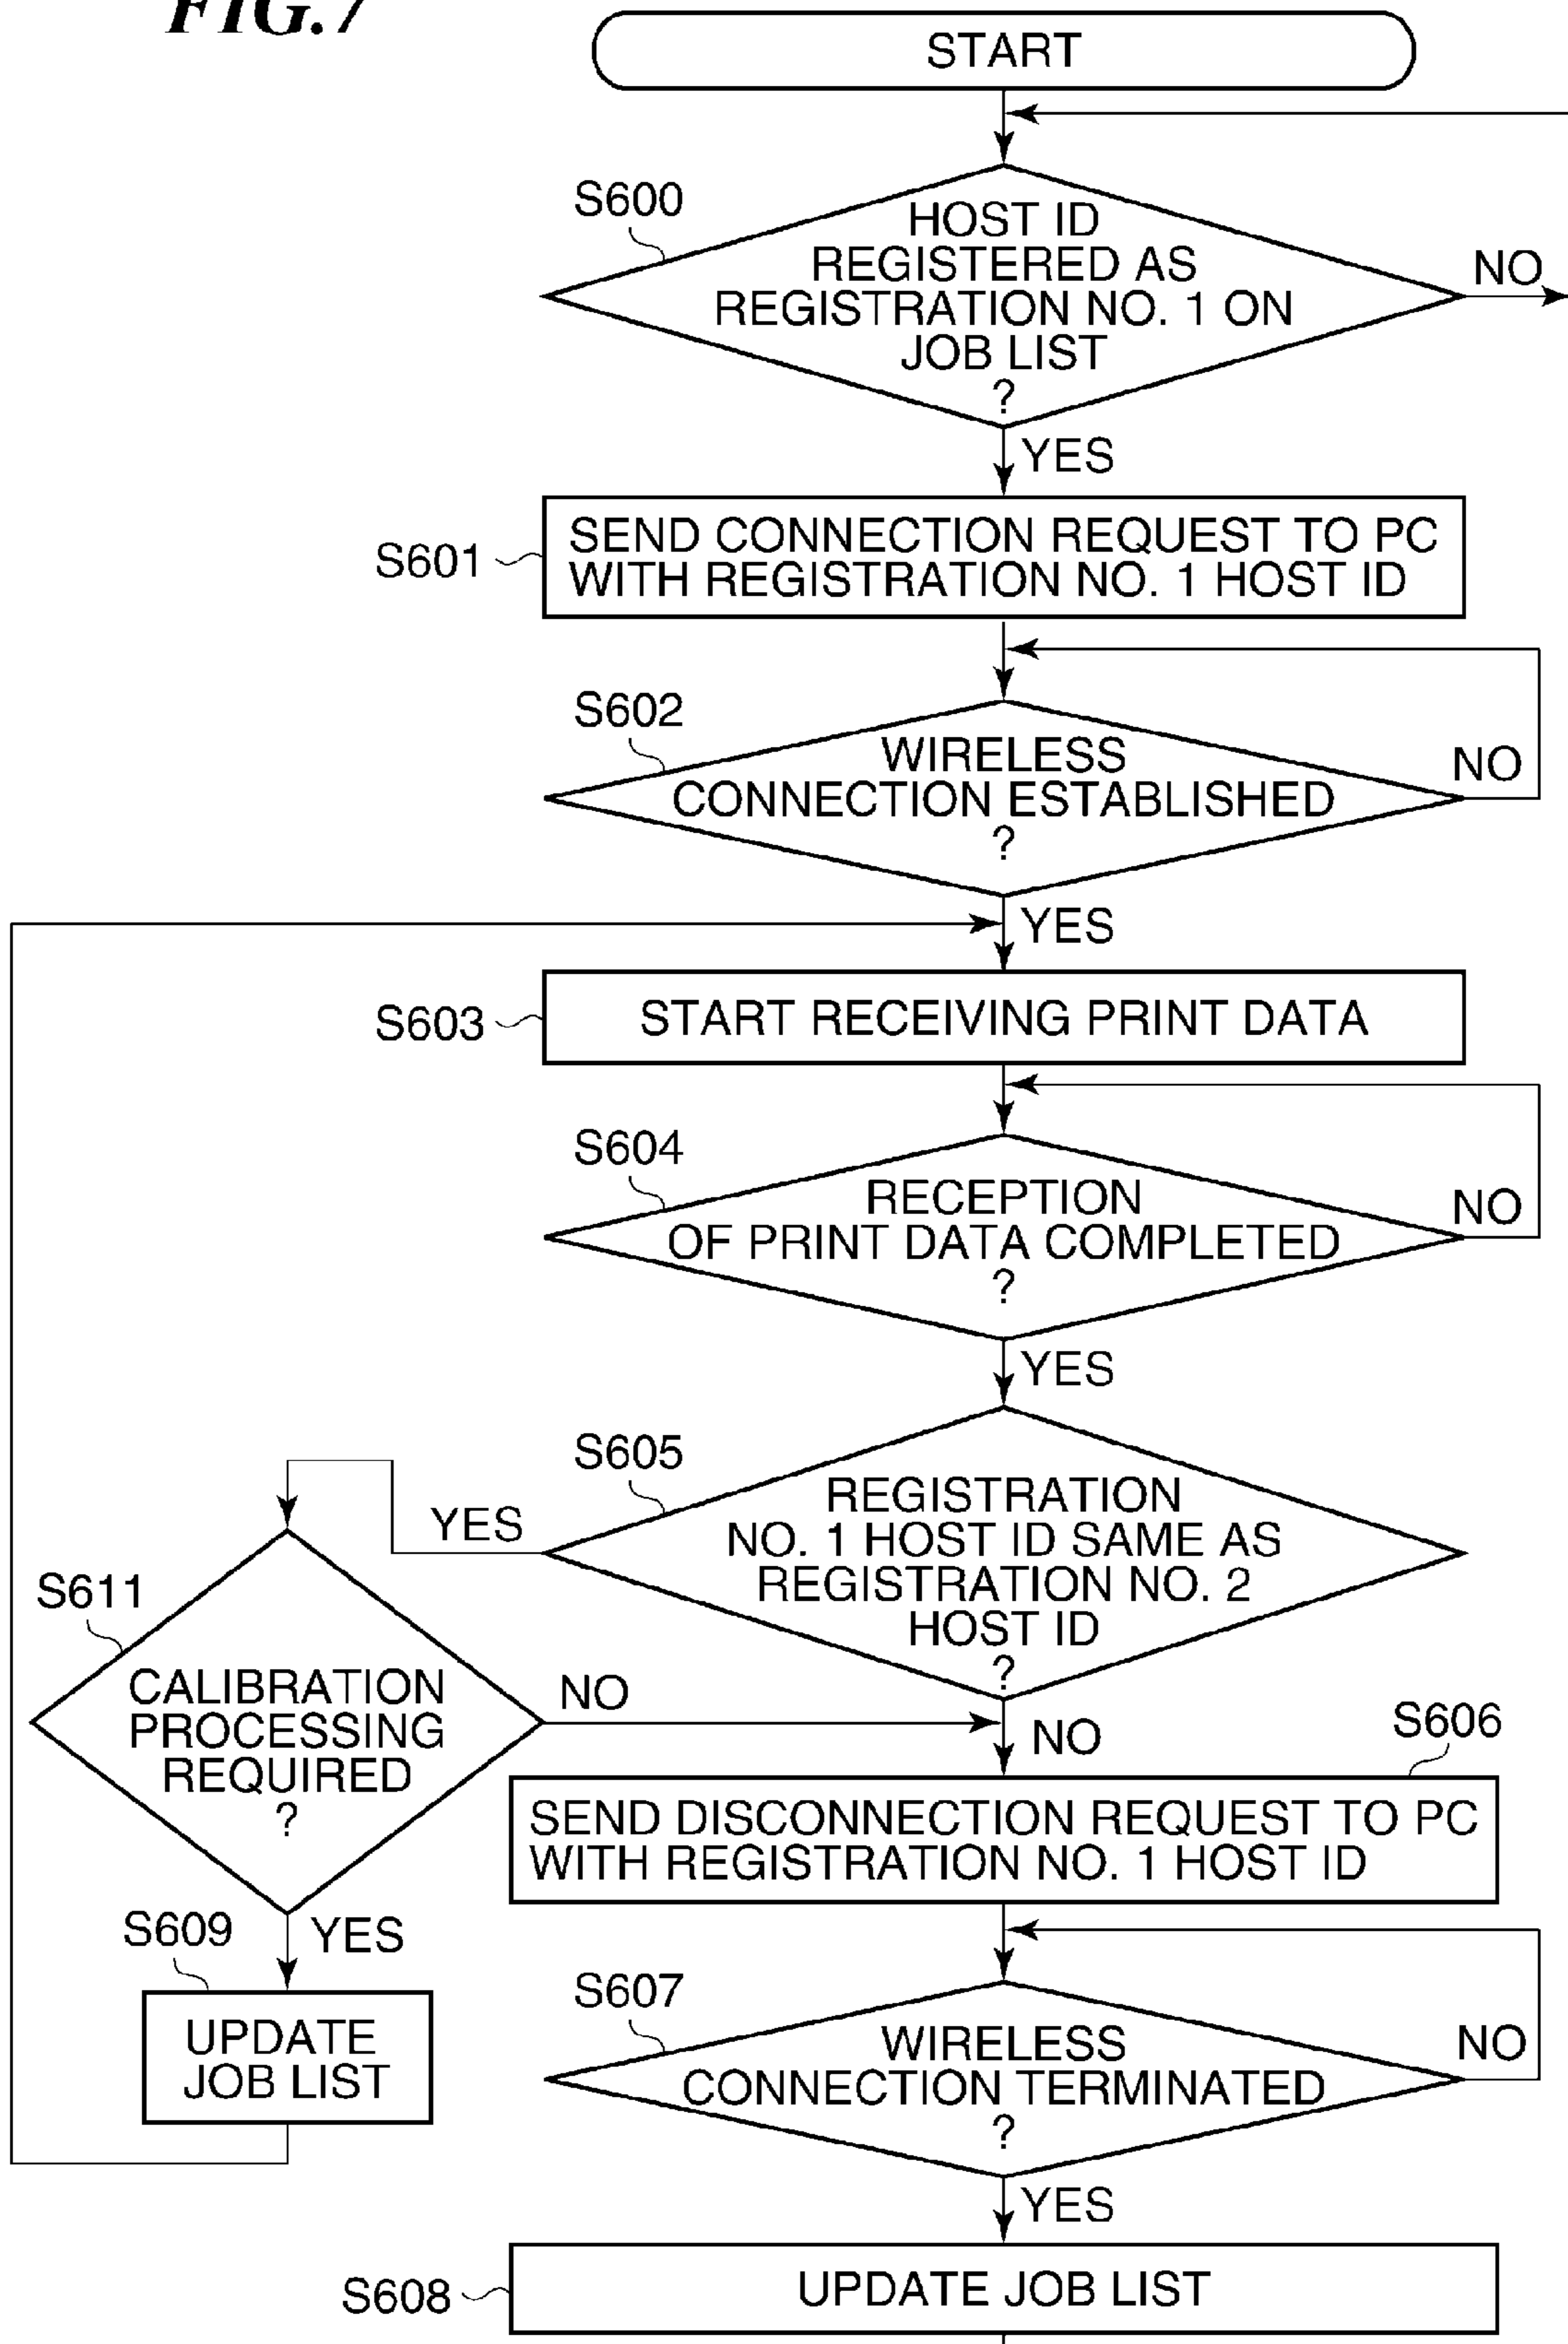 FIG.7
START
S600
HOST ID
REGISTERED AS
REGISTRATION NO. 1 ON
JOB LIST
?
NO
YES
S601
SEND CONNECTION REQUEST TO PC
WITH REGISTRATION NO. 1 HOST ID
S602
WIRELESS
CONNECTION ESTABLISHED
?
NO
YES
S603
START RECEIVING PRINT DATA
S604
RECEPTION
OF PRINT DATA COMPLETED
?
NO
YES
S605
REGISTRATION
NO. 1 HOST ID SAME AS
REGISTRATION NO. 2
HOST ID
?
YES
NO
S611
CALIBRATION
PROCESSING
REQUIRED
?
NO
YES
S606
SEND DISCONNECTION REQUEST TO PC
WITH REGISTRATION NO. 1 HOST ID
S609
UPDATE
JOB LIST
S607
WIRELESS
CONNECTION TERMINATED
?
NO
YES
S608
UPDATE JOB LIST